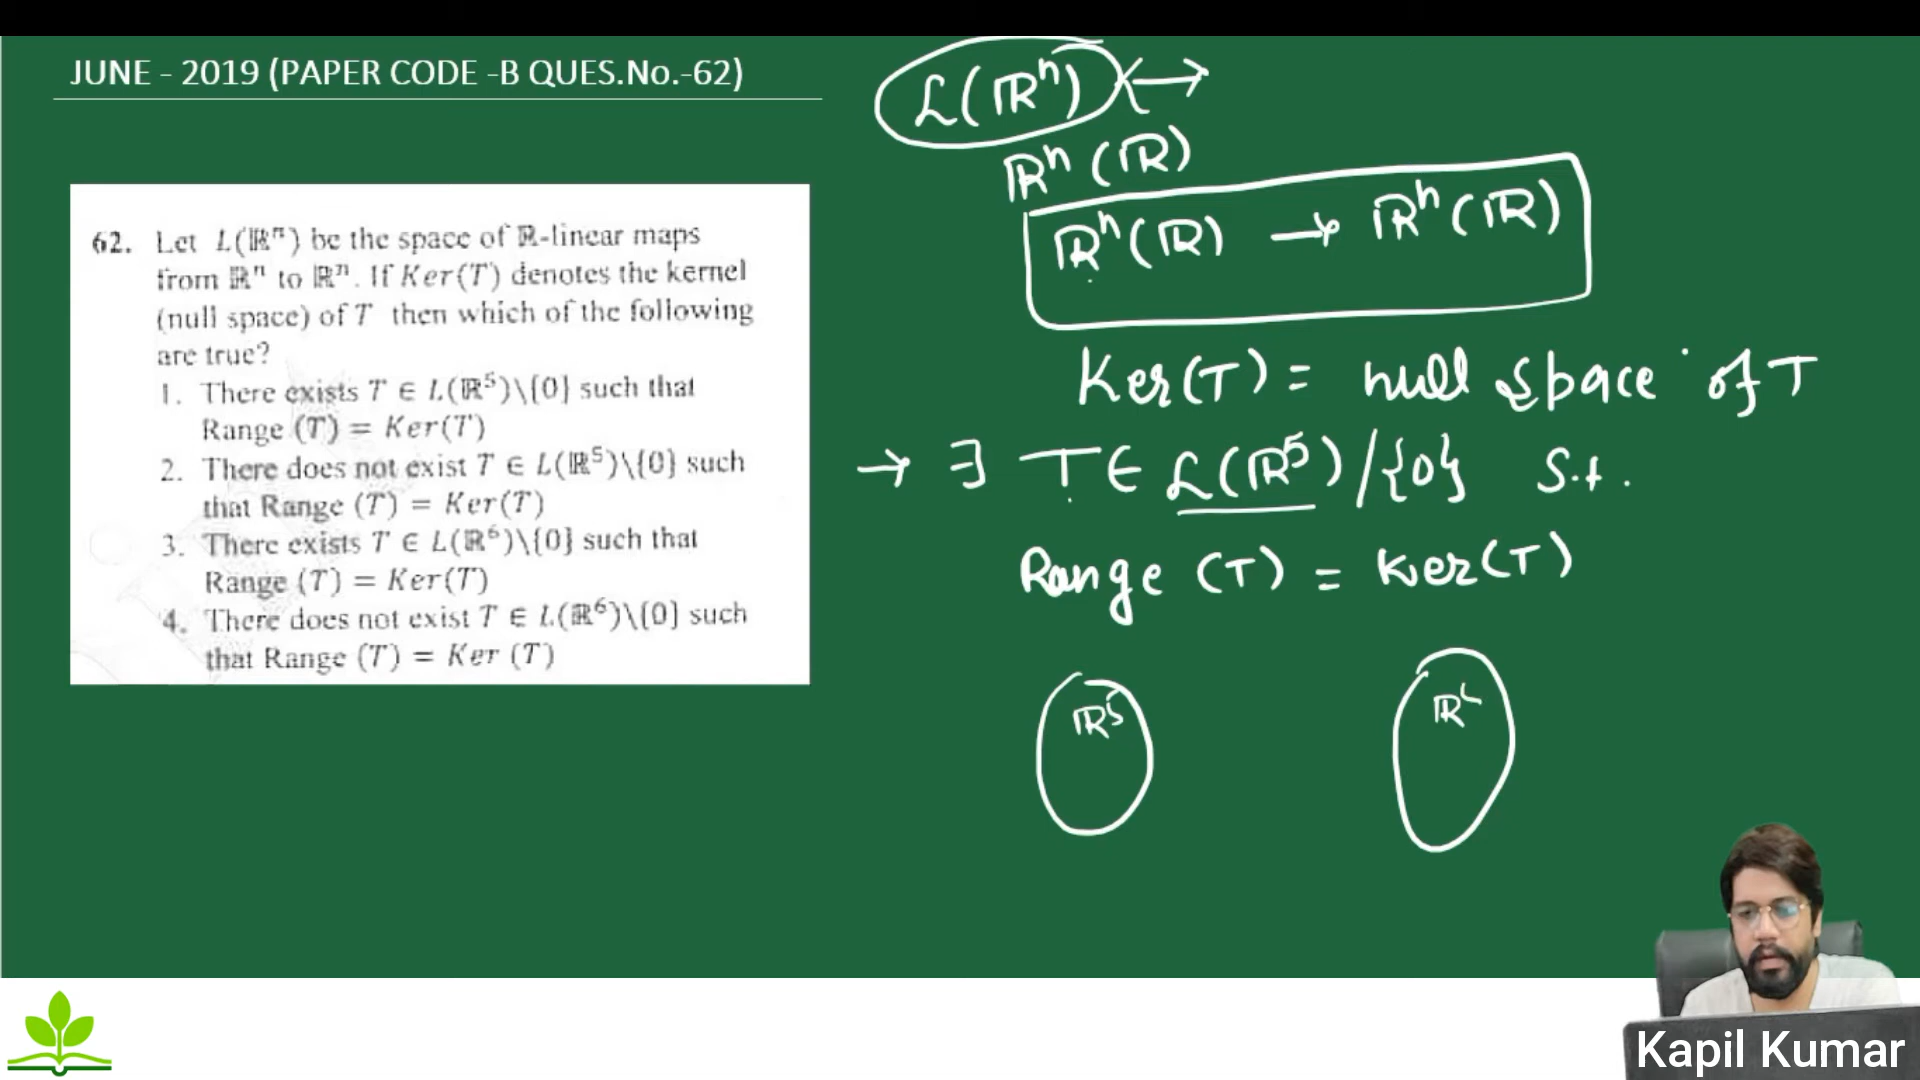 JUNE - 2019 (PAPER CODE -B QUES.No.-62)
62. Let L(ℝⁿ) be the space of ℝ-linear maps
from ℝⁿ to ℝⁿ. If Ker(T) denotes the kernel
(null space) of T then which of the following
are true?
1. There exists T ∈ L(ℝ⁵)\{0} such that
Range (T) = Ker(T)
2. There does not exist T ∈ L(ℝ⁵)\{0} such
that Range (T) = Ker(T)
3. There exists T ∈ L(ℝ⁶)\{0} such that
Range (T) = Ker(T)
4. There does not exist T ∈ L(ℝ⁶)\{0} such
that Range (T) = Ker (T)
L(ℝⁿ) ↔
ℝⁿ(ℝ)
ℝⁿ(ℝ) → ℝⁿ(ℝ)
Ker(T) = null space of T
→ ∃ T ∈ L(ℝ⁵)/{0} s.t.
Range (T) = Ker(T)
ℝ⁵
Kapil Kumar